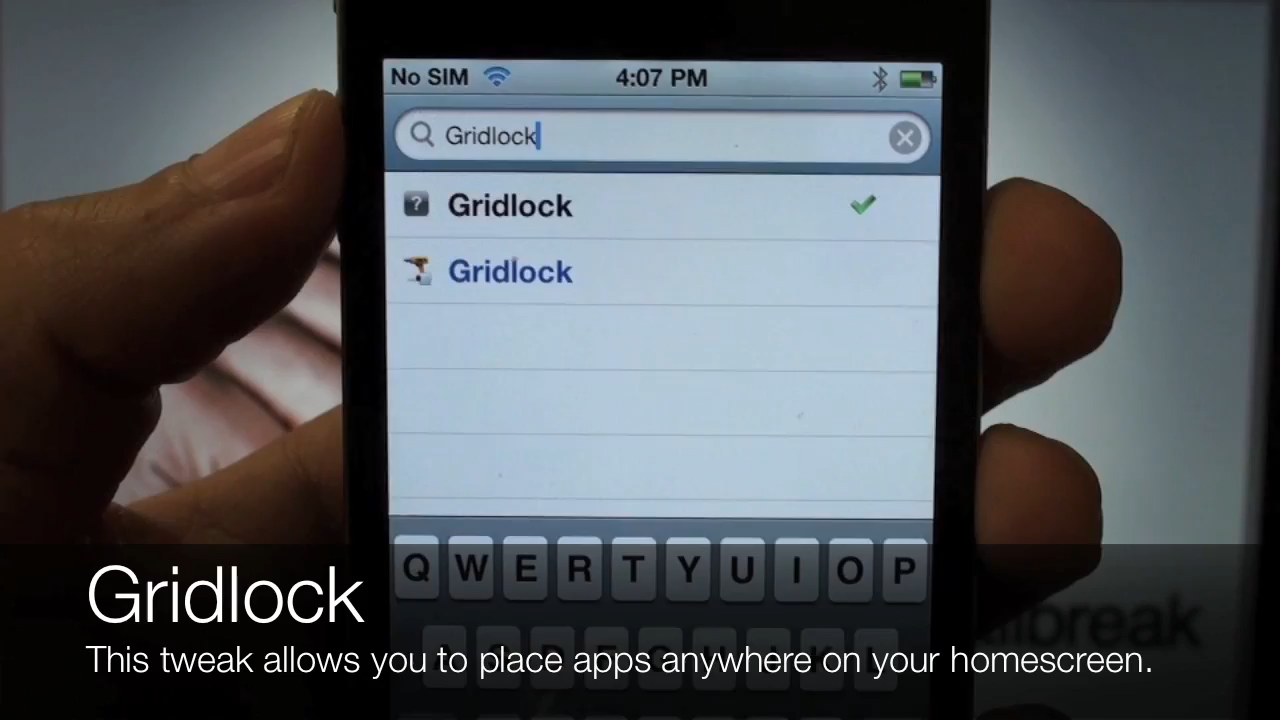 No SIM 4:07 PM
Gridlock
Gridlock
Gridlock
Q W E R T Y U I O P
Gridlock
This tweak allows you to place apps anywhere on your homescreen.